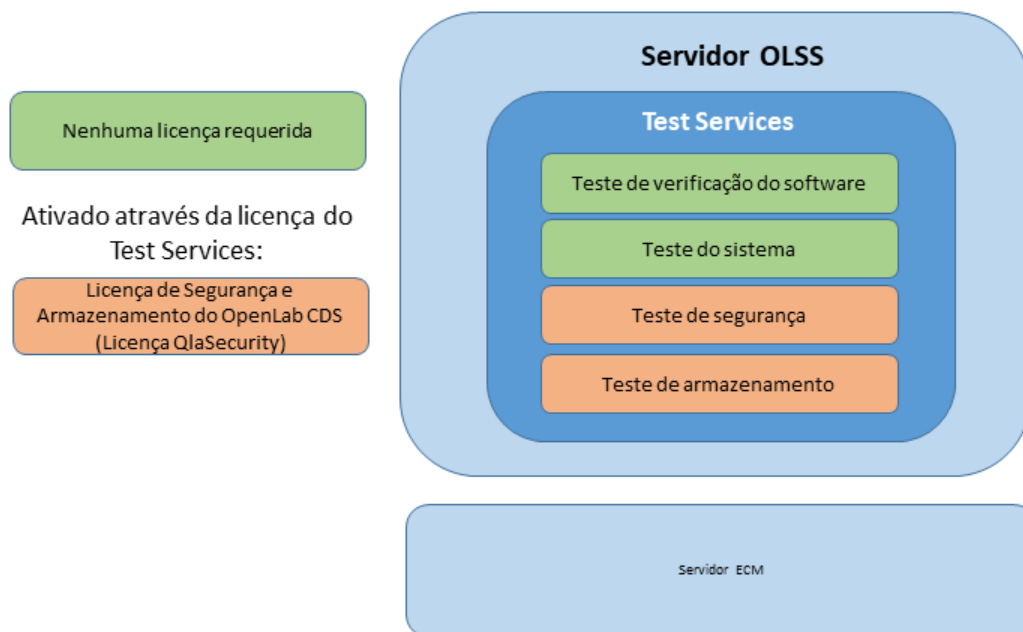 Nenhuma licença requerida
Ativado através da licença do
Test Services:
Licença de Segurança e
Armazenamento do OpenLab CDS
(Licença QlaSecurity)
Servidor OLSS
Test Services
Teste de verificação do software
Teste do sistema
Teste de segurança
Teste de armazenamento
Servidor ECM